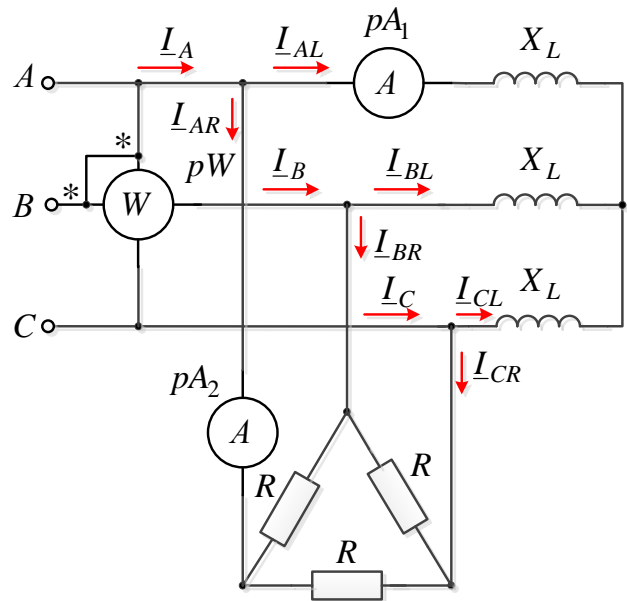 pA₁
I_A I_AL X_L
A A
I_AR
* pW I_B I_BL X_L
B * W
I_BR
I_C I_CL X_L
C
pA₂ I_CR
A
R R
R